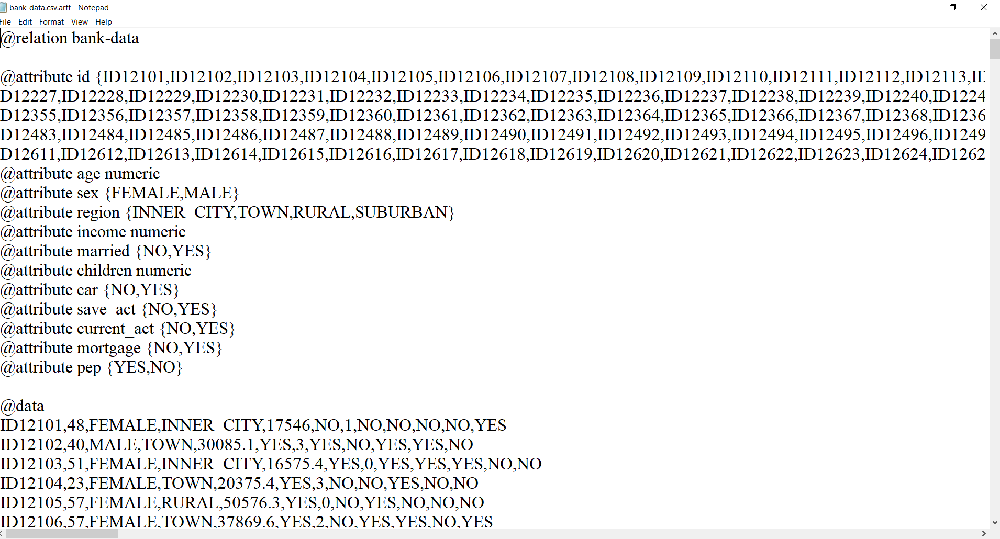 bank-data.csv.arff - Notepad
File Edit Format View Help
@relation bank-data
@attribute id {ID12101,ID12102,ID12103,ID12104,ID12105,ID12106,ID12107,ID12108,ID12109,ID12110,ID12111,ID12112,ID12113,ID
D12227,ID12228,ID12229,ID12230,ID12231,ID12232,ID12233,ID12234,ID12235,ID12236,ID12237,ID12238,ID12239,ID12240,ID1224
D12355,ID12356,ID12357,ID12358,ID12359,ID12360,ID12361,ID12362,ID12363,ID12364,ID12365,ID12366,ID12367,ID12368,ID1236
D12483,ID12484,ID12485,ID12486,ID12487,ID12488,ID12489,ID12490,ID12491,ID12492,ID12493,ID12494,ID12495,ID12496,ID1249
D12611,ID12612,ID12613,ID12614,ID12615,ID12616,ID12617,ID12618,ID12619,ID12620,ID12621,ID12622,ID12623,ID12624,ID1262
@attribute age numeric
@attribute sex {FEMALE,MALE}
@attribute region {INNER_CITY,TOWN,RURAL,SUBURBAN}
@attribute income numeric
@attribute married {NO,YES}
@attribute children numeric
@attribute car {NO,YES}
@attribute save_act {NO,YES}
@attribute current_act {NO,YES}
@attribute mortgage {NO,YES}
@attribute pep {YES,NO}
@data
ID12101,48,FEMALE,INNER_CITY,17546,NO,1,NO,NO,NO,NO,YES
ID12102,40,MALE,TOWN,30085.1,YES,3,YES,NO,YES,YES,NO
ID12103,51,FEMALE,INNER_CITY,16575.4,YES,0,YES,YES,YES,NO,NO
ID12104,23,FEMALE,TOWN,20375.4,YES,3,NO,NO,YES,NO,NO
ID12105,57,FEMALE,RURAL,50576.3,YES,0,NO,YES,NO,NO,NO
ID12106,57,FEMALE,TOWN,37869.6,YES,2,NO,YES,YES,NO,YES